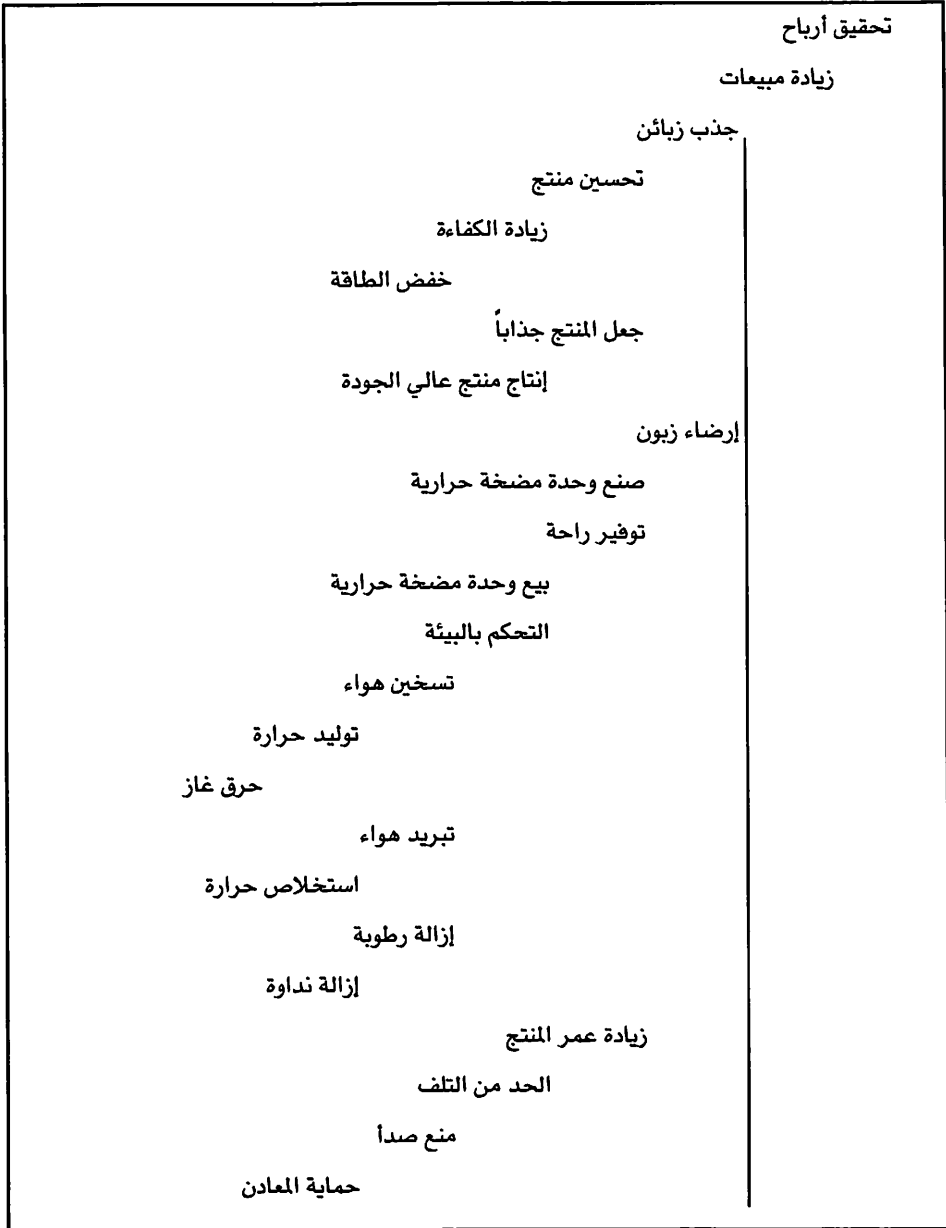 تحقيق أرباح
زيادة مبيعات
جذب زبائن
تحسين منتج
زيادة الكفاءة
خفض الطاقة
جعل المنتج جذاباً
إنتاج منتج عالي الجودة
إرضاء زبون
صنع وحدة مضخة حرارية
توفير راحة
بيع وحدة مضخة حرارية
التحكم بالبيئة
تسخين هواء
توليد حرارة
حرق غاز
تبريد هواء
استخلاص حرارة
إزالة رطوبة
إزالة نداوة
زيادة عمر المنتج
الحد من التلف
منع صدأ
حماية المعادن